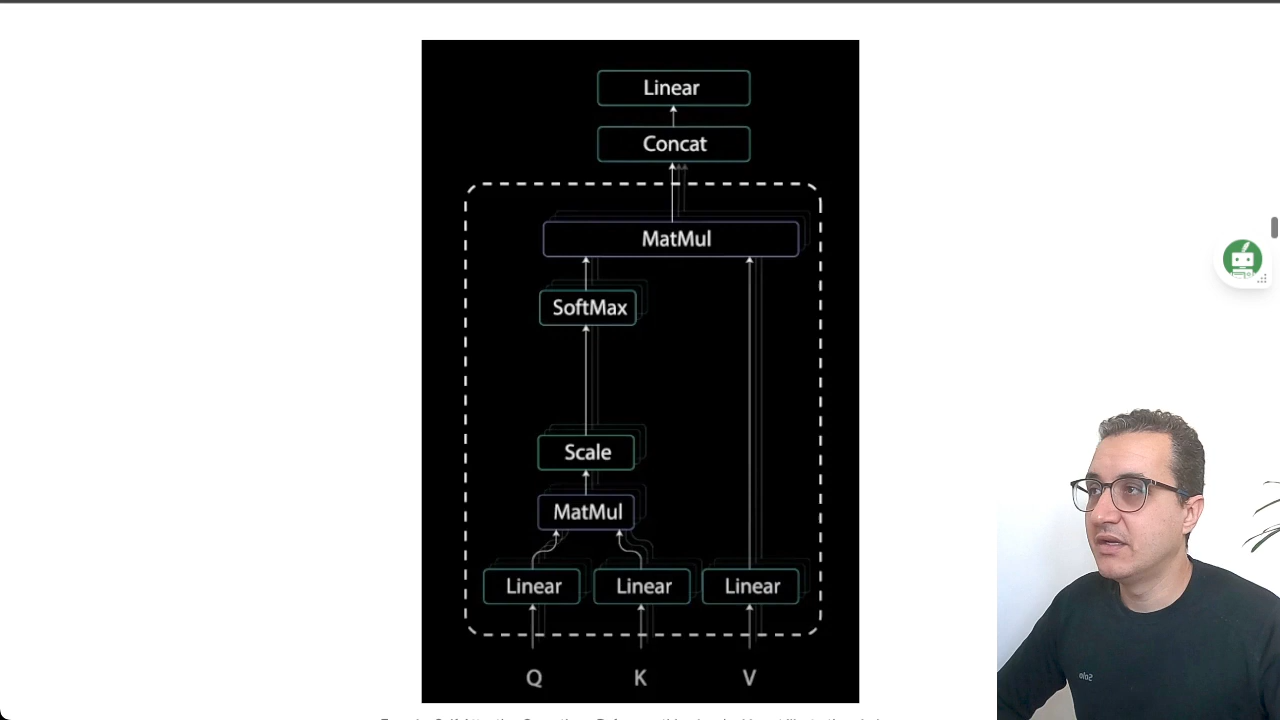 Linear
Concat
MatMul
SoftMax
Scale
MatMul
Linear Linear Linear
Q K V